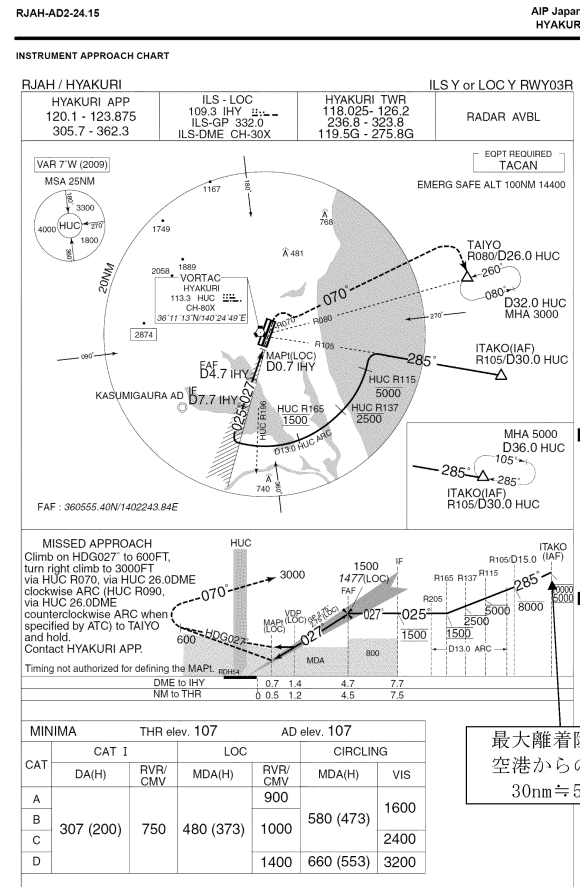 RJAH-AD2-24.15
AIP Japan
HYAKURI
INSTRUMENT APPROACH CHART
RJAH / HYAKURI
ILS Y or LOC Y RWY03R
HYAKURI APP
120.1 - 123.875
305.7 - 362.3
ILS - LOC
109.3 IHY
ILS-GP 332.0
ILS-DME CH-30X
HYAKURI TWR
118.025- 126.2
236.8 - 323.8
119.5G - 275.8G
RADAR AVBL
VAR 7°W (2009)
MSA 25NM
180°
3300
4000
HUC
270°
1800
360°
EQPT REQUIRED
TACAN
EMERG SAFE ALT 100NM 14400
1167
180°
768
1749
481
20NM
2058
1889
VORTAC
HYAKURI
113.3 HUC
CH-80X
36°11'13"N/140°24'49"E
2874
090°
TAIYO
R080/D26.0 HUC
260°
080°
D32.0 HUC
MHA 3000
070°
R070
R080
R105
270°
285°
ITAKO(IAF)
R105/D30.0 HUC
MAPt(LOC)
D0.7 IHY
FAF
D4.7 IHY
IF
D7.7 IHY
KASUMIGAURA AD
025°
027°
HUC R196
HUC R165
1500
HUC R137
2500
HUC R115
5000
D13.0 HUC ARC
740
360°
FAF : 360555.40N/1402243.84E
MHA 5000
D36.0 HUC
105°
285°
285°
ITAKO(IAF)
R105/D30.0 HUC
MISSED APPROACH
Climb on HDG027° to 600FT,
turn right climb to 3000FT
via HUC R070, via HUC 26.0DME
clockwise ARC (HUC R090,
via HUC 26.0DME
counterclockwise ARC when
specified by ATC) to TAIYO
and hold.
Contact HYAKURI APP.
Timing not authorized for defining the MAPt.
HUC
070°
3000
600
HDG027°
MAPt
(LOC)
VDP
(LOC)
027°
1500
1477(LOC)
FAF
IF
027°
025°
R205
R165
R137
R115
R105/D15.0
285°
ITAKO
(IAF)
5000
8000
5000
2500
1500
1500
D13.0 ARC
MDA
800
RDH54
DME to IHY
0.7
1.4
4.7
7.7
NM to THR
0
0.5
1.2
4.5
7.5
MINIMA
THR elev. 107
AD elev. 107
CAT
CAT I
LOC
CIRCLING
DA(H)
RVR/
CMV
MDA(H)
RVR/
CMV
MDA(H)
VIS
A
B
C
D
307 (200)
750
480 (373)
900
1000
1400
580 (473)
660 (553)
1600
2400
3200
最大離着陸
空港からの
30nm≒5